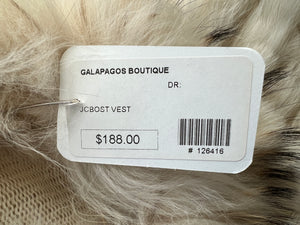 GALAPAGOS BOUTIQUE
DR:
JCBOST VEST
$188.00
# 126416